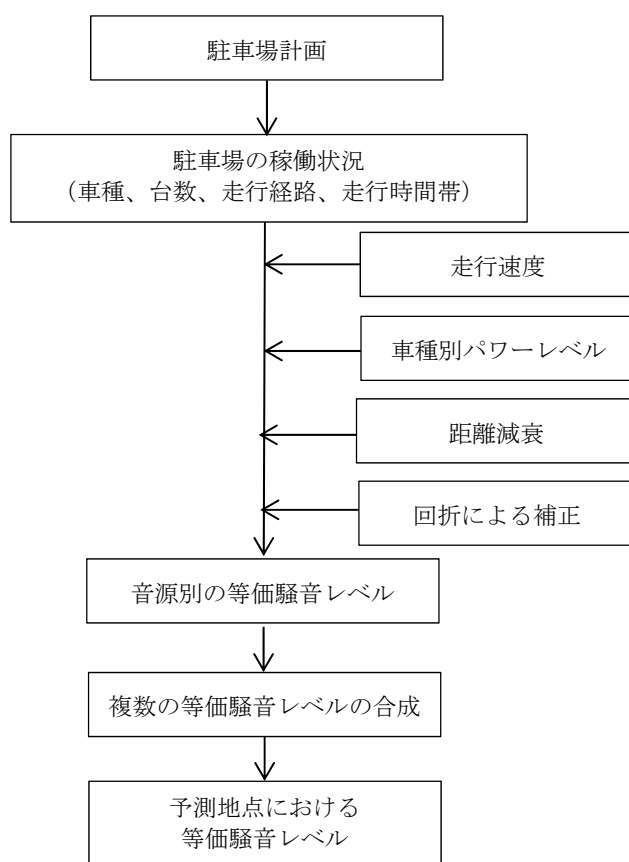 駐車場計画
駐車場の稼働状況
（車種、台数、走行経路、走行時間帯）
走行速度
車種別パワーレベル
距離減衰
回折による補正
音源別の等価騒音レベル
複数の等価騒音レベルの合成
予測地点における
等価騒音レベル